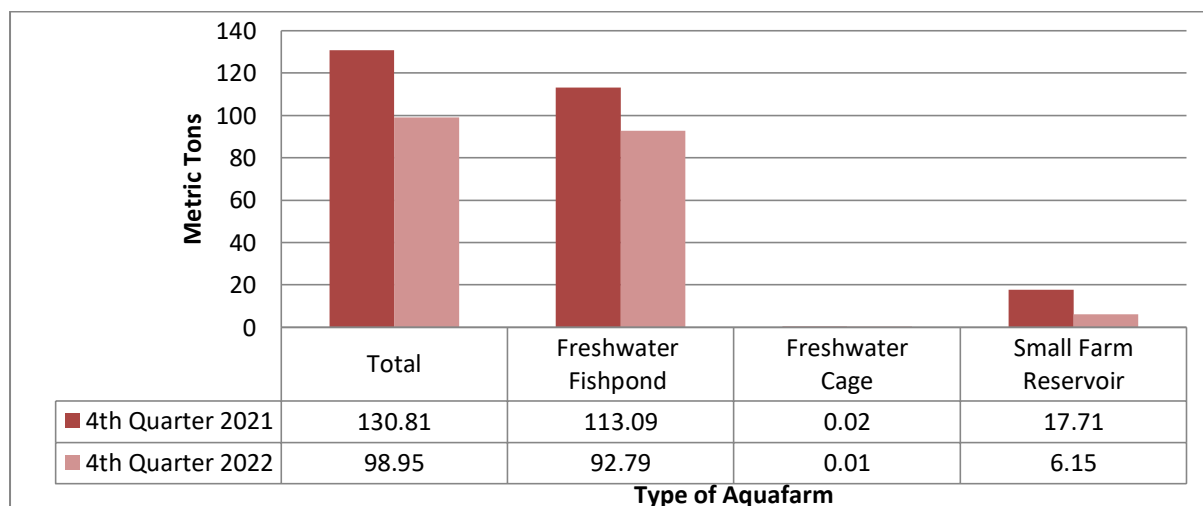 140
120
100
80
60
40
20
0
Metric Tons
Total
Freshwater
Fishpond
Freshwater
Cage
Small Farm
Reservoir
4th Quarter 2021 130.81 113.09 0.02 17.71
4th Quarter 2022 98.95 92.79 0.01 6.15
Type of Aquafarm